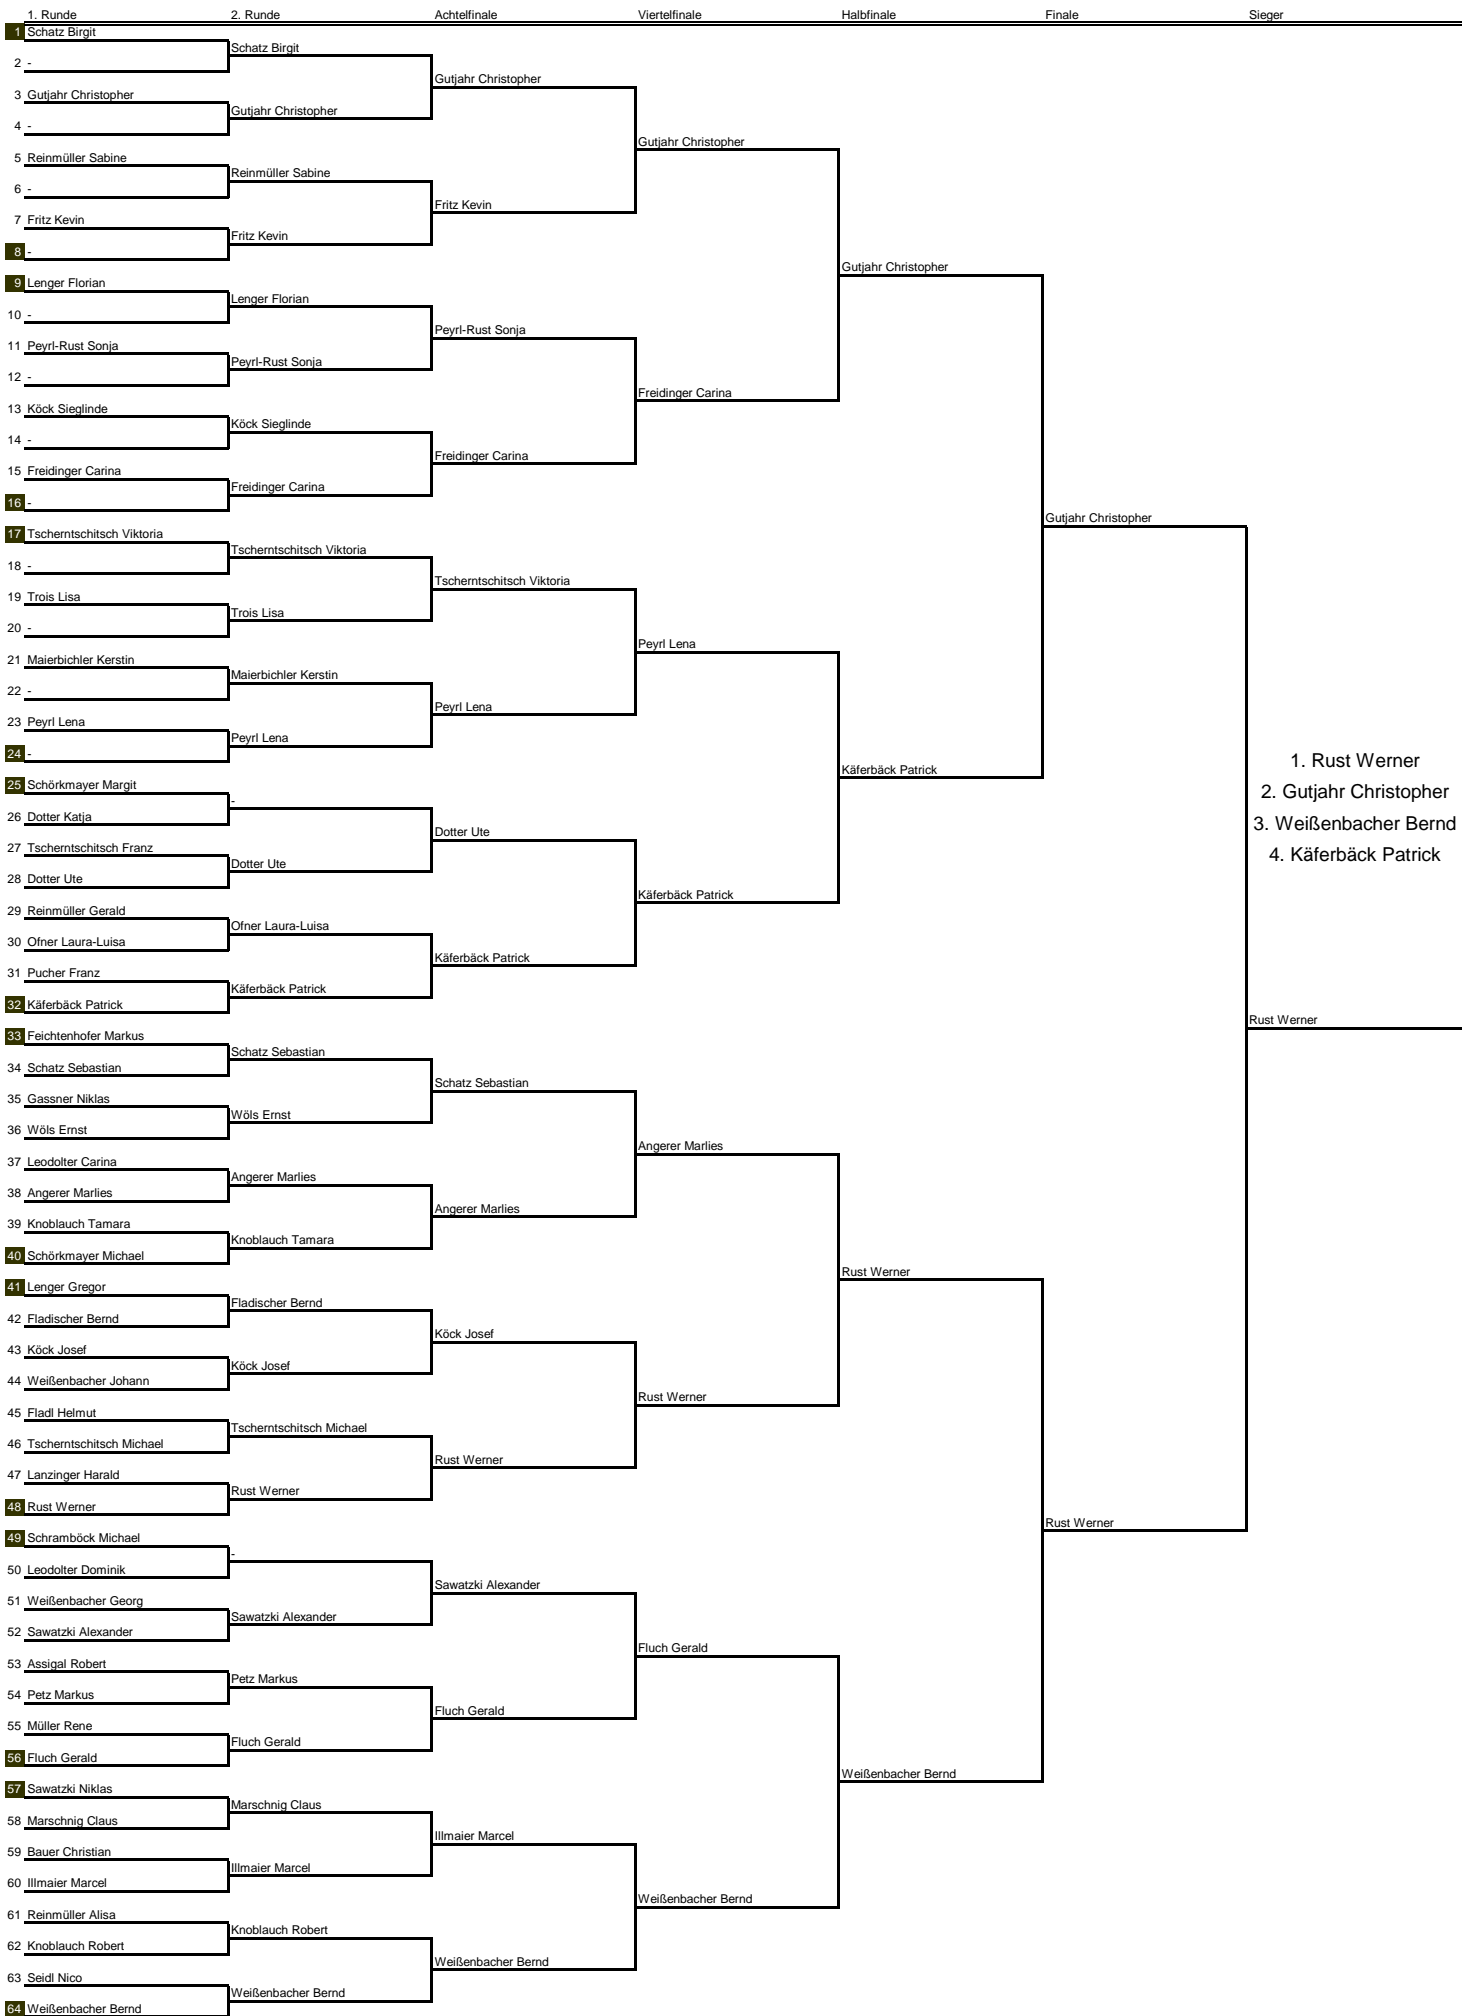 1. Runde 2. Runde Achtelfinale Viertelfinale Halbfinale Finale Sieger
1 Schatz Birgit
Schatz Birgit
2 -
Gutjahr Christopher
3 Gutjahr Christopher
Gutjahr Christopher
4 -
Gutjahr Christopher
5 Reinmüller Sabine
Reinmüller Sabine
6 -
Fritz Kevin
7 Fritz Kevin
Fritz Kevin
8 -
Gutjahr Christopher
9 Lenger Florian
Lenger Florian
10 -
Peyrl-Rust Sonja
11 Peyrl-Rust Sonja
Peyrl-Rust Sonja
12 -
Freidinger Carina
13 Köck Sieglinde
Köck Sieglinde
14 -
Freidinger Carina
15 Freidinger Carina
Freidinger Carina
16 -
Gutjahr Christopher
17 Tscherntschitsch Viktoria
Tscherntschitsch Viktoria
18 -
Tscherntschitsch Viktoria
19 Trois Lisa
Trois Lisa
20 -
Peyrl Lena
21 Maierbichler Kerstin
Maierbichler Kerstin
22 -
Peyrl Lena
23 Peyrl Lena
Peyrl Lena
24 -
1. Rust Werner
Käferbäck Patrick
25 Schörkmayer Margit
2. Gutjahr Christopher
-
26 Dotter Katja
3. Weißenbacher Bernd
Dotter Ute
27 Tscherntschitsch Franz
4. Käferbäck Patrick
Dotter Ute
28 Dotter Ute
Käferbäck Patrick
29 Reinmüller Gerald
Ofner Laura-Luisa
30 Ofner Laura-Luisa
Käferbäck Patrick
31 Pucher Franz
Käferbäck Patrick
32 Käferbäck Patrick
Rust Werner
33 Feichtenhofer Markus
Schatz Sebastian
34 Schatz Sebastian
Schatz Sebastian
35 Gassner Niklas
Wöls Ernst
36 Wöls Ernst
Angerer Marlies
37 Leodolter Carina
Angerer Marlies
38 Angerer Marlies
Angerer Marlies
39 Knoblauch Tamara
Knoblauch Tamara
40 Schörkmayer Michael
Rust Werner
41 Lenger Gregor
Fladischer Bernd
42 Fladischer Bernd
Köck Josef
43 Köck Josef
Köck Josef
44 Weißenbacher Johann
Rust Werner
45 Fladl Helmut
Tscherntschitsch Michael
46 Tscherntschitsch Michael
Rust Werner
47 Lanzinger Harald
Rust Werner
48 Rust Werner
Rust Werner
49 Schramböck Michael
-
50 Leodolter Dominik
Sawatzki Alexander
51 Weißenbacher Georg
Sawatzki Alexander
52 Sawatzki Alexander
Fluch Gerald
53 Assigal Robert
Petz Markus
54 Petz Markus
Fluch Gerald
55 Müller Rene
Fluch Gerald
56 Fluch Gerald
Weißenbacher Bernd
57 Sawatzki Niklas
Marschnig Claus
58 Marschnig Claus
Illmaier Marcel
59 Bauer Christian
Illmaier Marcel
60 Illmaier Marcel
Weißenbacher Bernd
61 Reinmüller Alisa
Knoblauch Robert
62 Knoblauch Robert
Weißenbacher Bernd
63 Seidl Nico
Weißenbacher Bernd
64 Weißenbacher Bernd